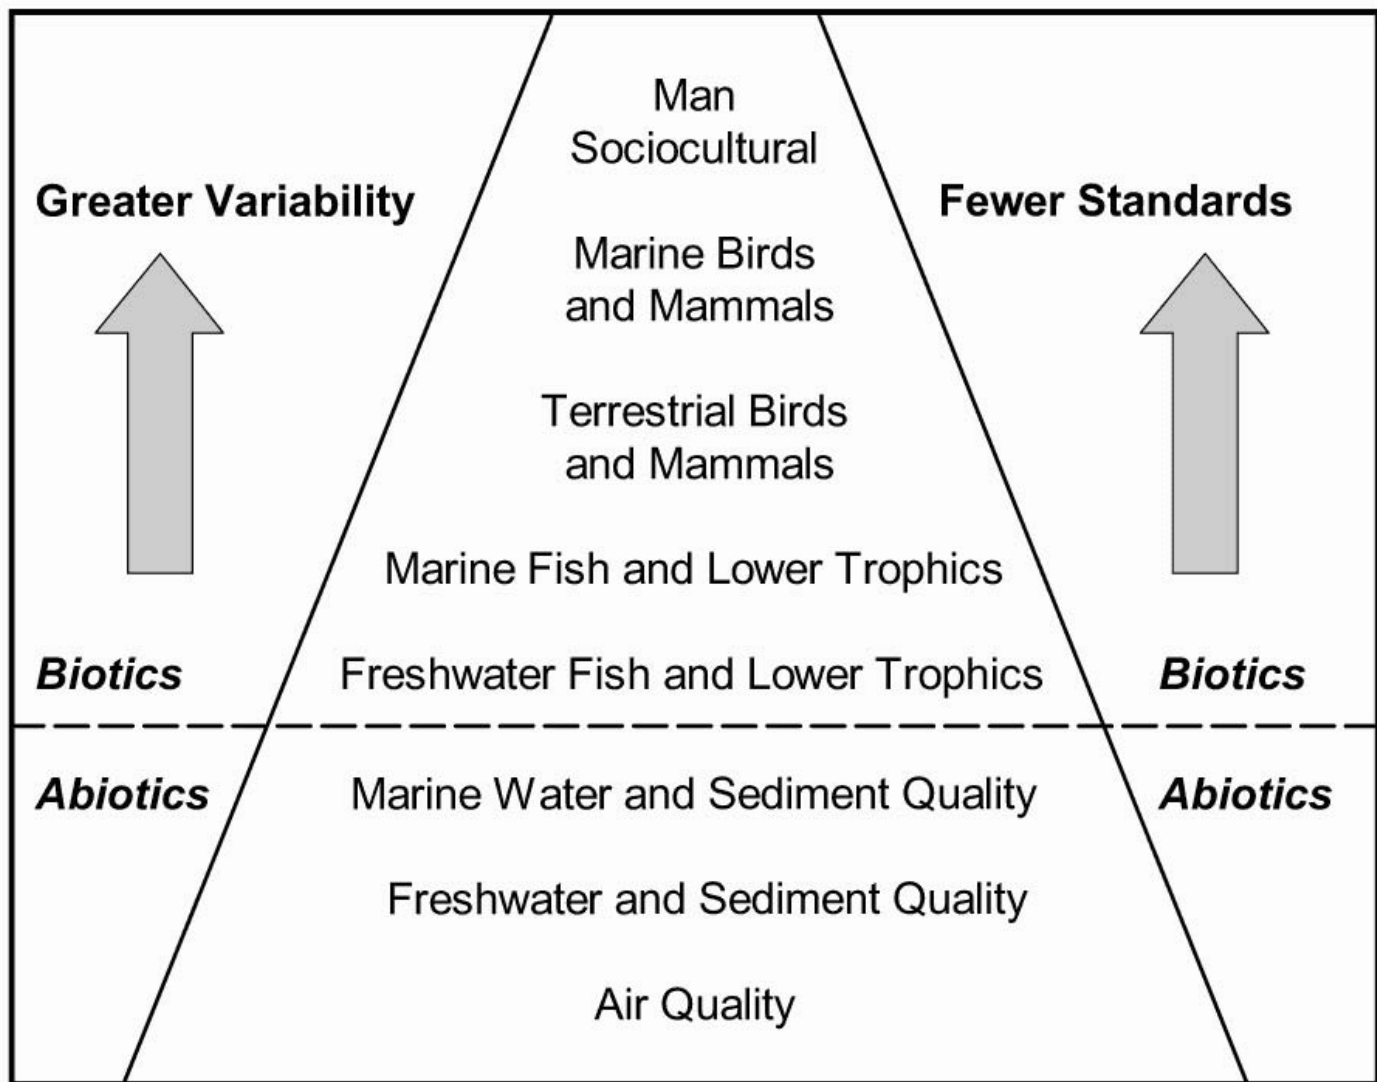 Man
Sociocultural
Greater Variability
Fewer Standards
Marine Birds
and Mammals
Terrestrial Birds
and Mammals
Marine Fish and Lower Trophics
Biotics
Freshwater Fish and Lower Trophics
Biotics
Abiotics
Marine Water and Sediment Quality
Abiotics
Freshwater and Sediment Quality
Air Quality